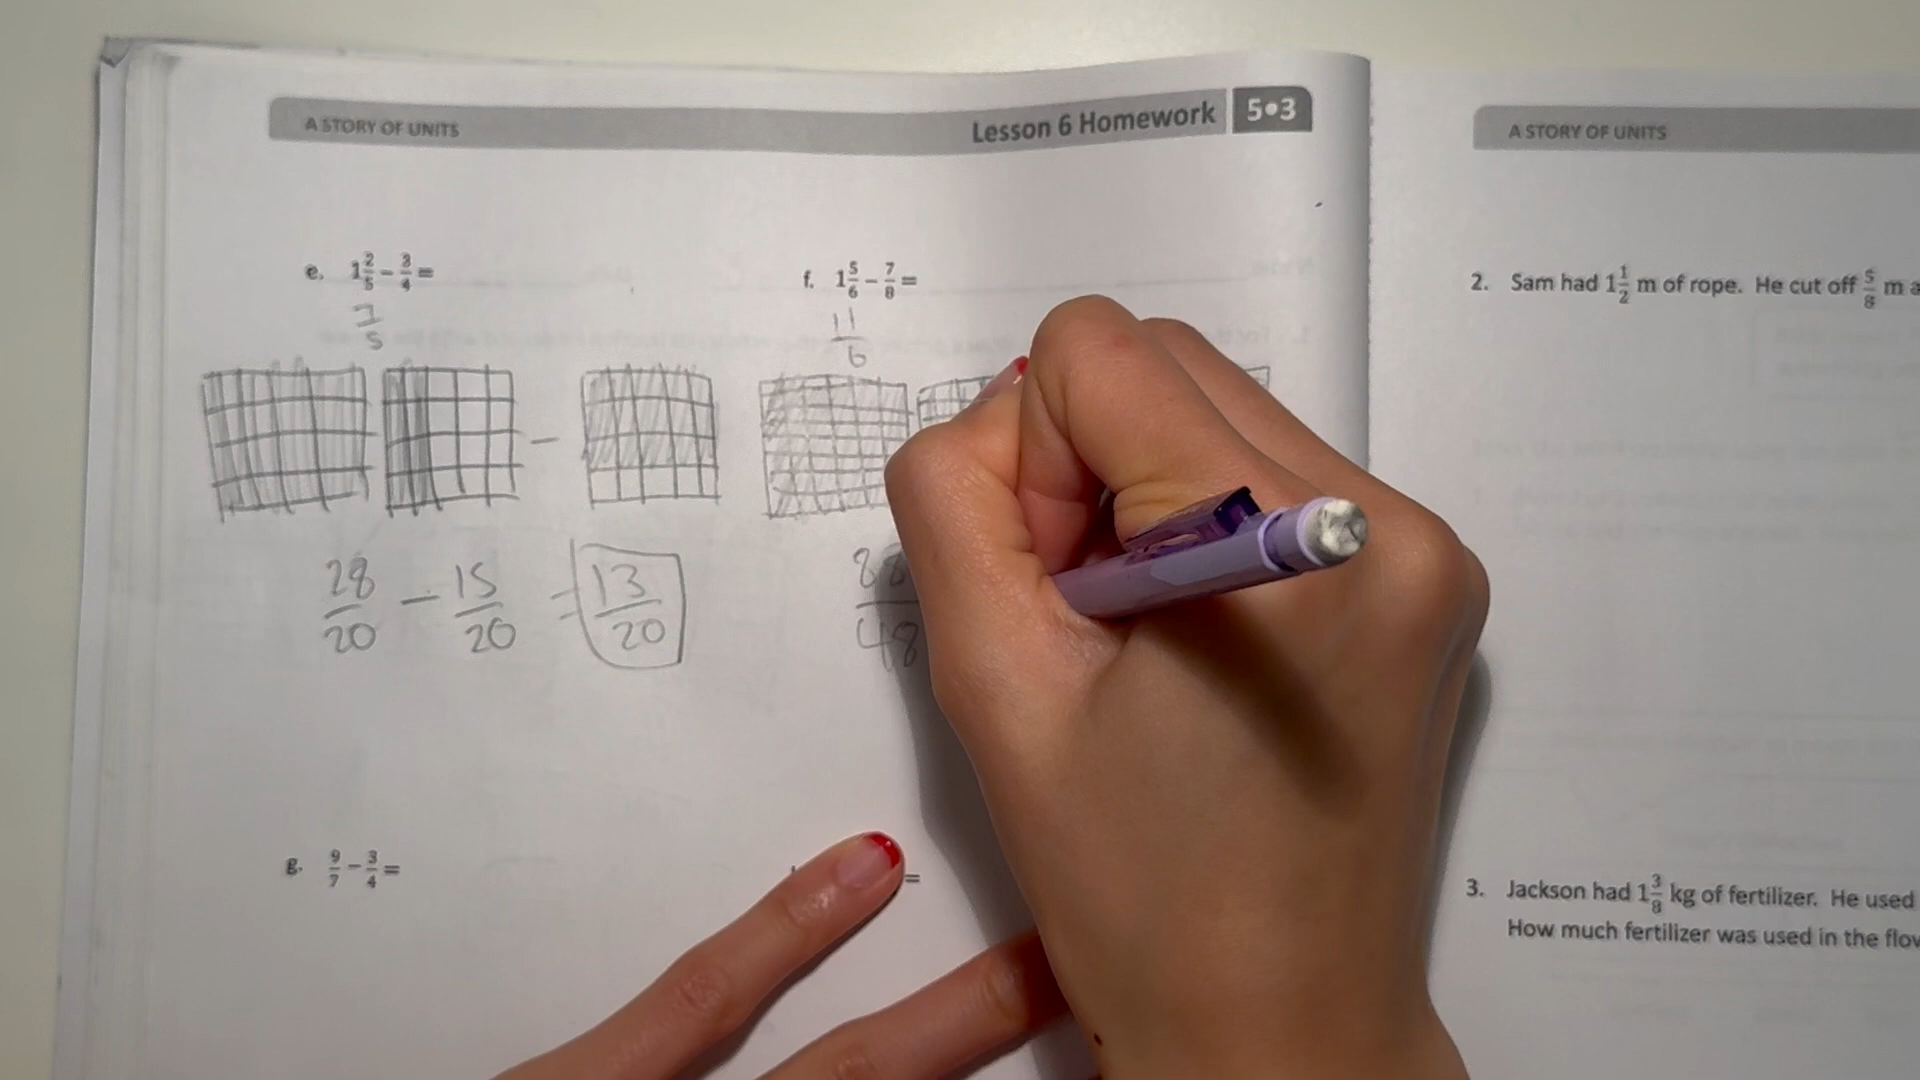 A STORY OF UNITS Lesson 6 Homework 5•3
e. 1 2/5 − 3/4 =
7/5
f. 1 5/6 − 7/8 =
11/6
28/20 − 15/20 = 13/20
88/48
g. 9/7 − 3/4 =
=
A STORY OF UNITS
2. Sam had 1 1/2 m of rope. He cut off 5/8 m
3. Jackson had 1 3/8 kg of fertilizer. He used
How much fertilizer was used in the